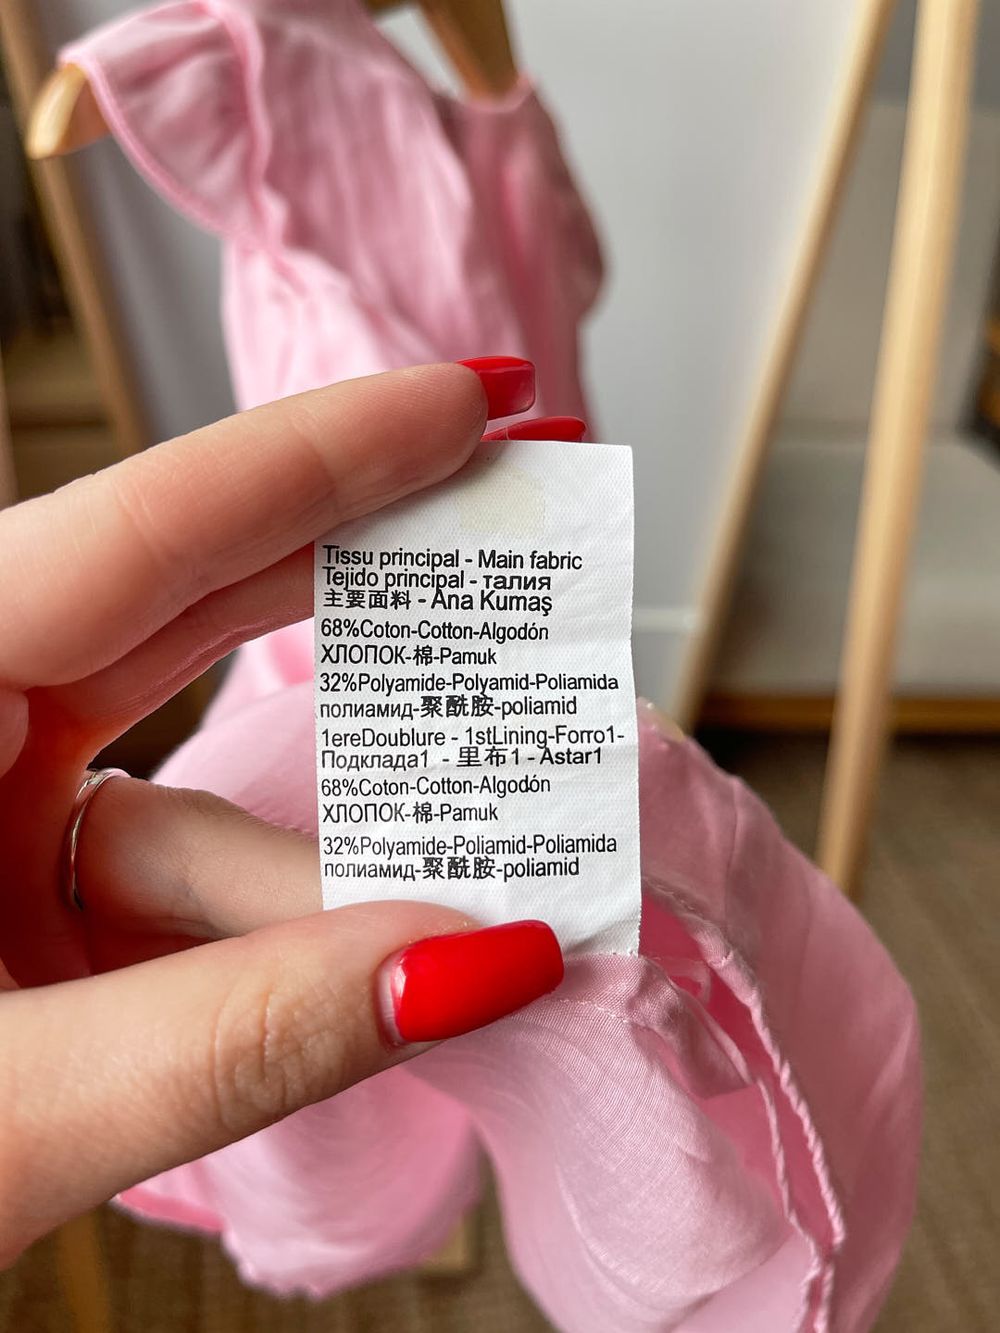 Tissu principal - Main fabric
Tejido principal - талия
主要面料 - Ana Kumaş
68%Coton-Cotton-Algodón
ХЛОПОК-棉-Pamuk
32%Polyamide-Polyamid-Poliamida
полиамид-聚酰胺-poliamid
1ereDoublure - 1stLining-Forro1-
Подклада1 - 里布1 - Astar1
68%Coton-Cotton-Algodón
ХЛОПОК-棉-Pamuk
32%Polyamide-Poliamid-Poliamida
полиамид-聚酰胺-poliamid